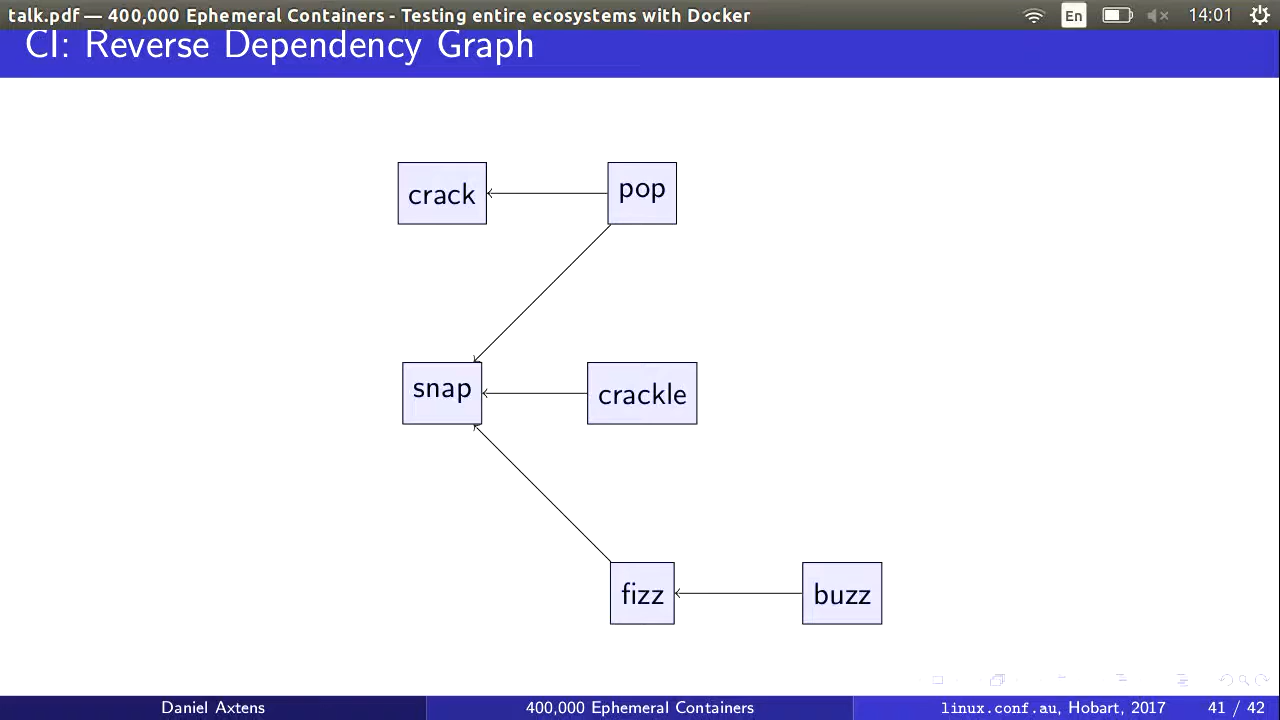 talk.pdf — 400,000 Ephemeral Containers - Testing entire ecosystems with Docker
En
14:01
CI: Reverse Dependency Graph
crack
pop
snap
crackle
fizz
buzz
Daniel Axtens
400,000 Ephemeral Containers
linux.conf.au, Hobart, 2017
41 / 42